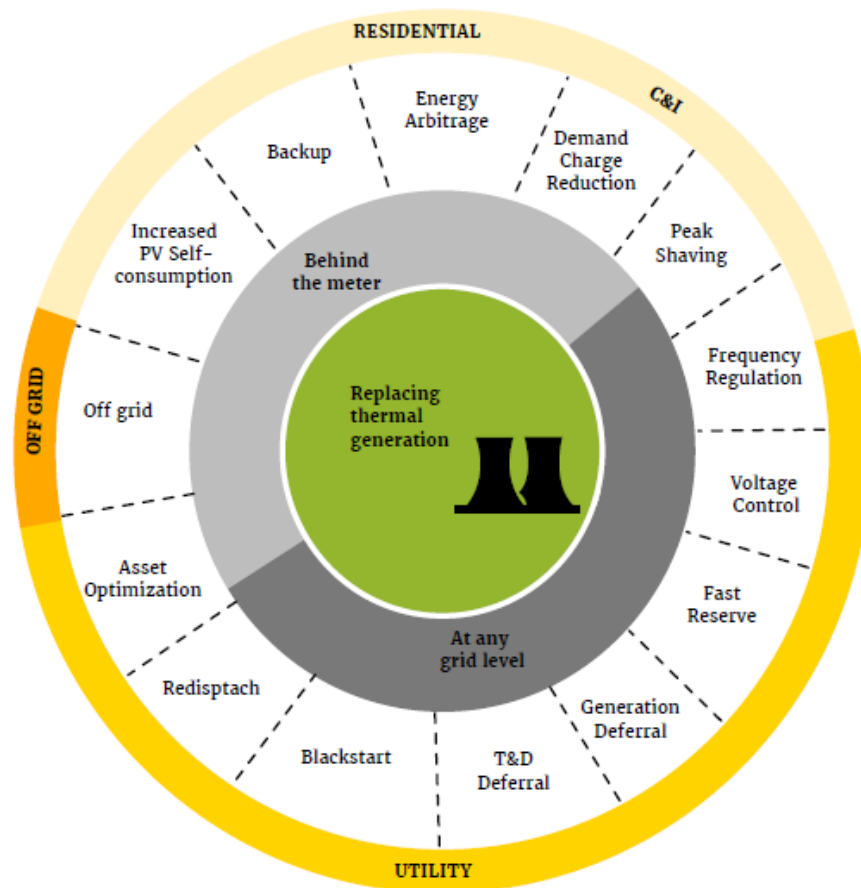 RESIDENTIAL
C&I
Energy
Arbitrage
Demand
Charge
Reduction
Backup
Peak
Shaving
Increased
PV Self-
consumption
Behind
the meter
Frequency
Regulation
OFF GRID
Off grid
Replacing
thermal
generation
Voltage
Control
Asset
Optimization
Fast
Reserve
At any
grid level
Redisptach
Generation
Deferral
Blackstart
T&D
Deferral
UTILITY